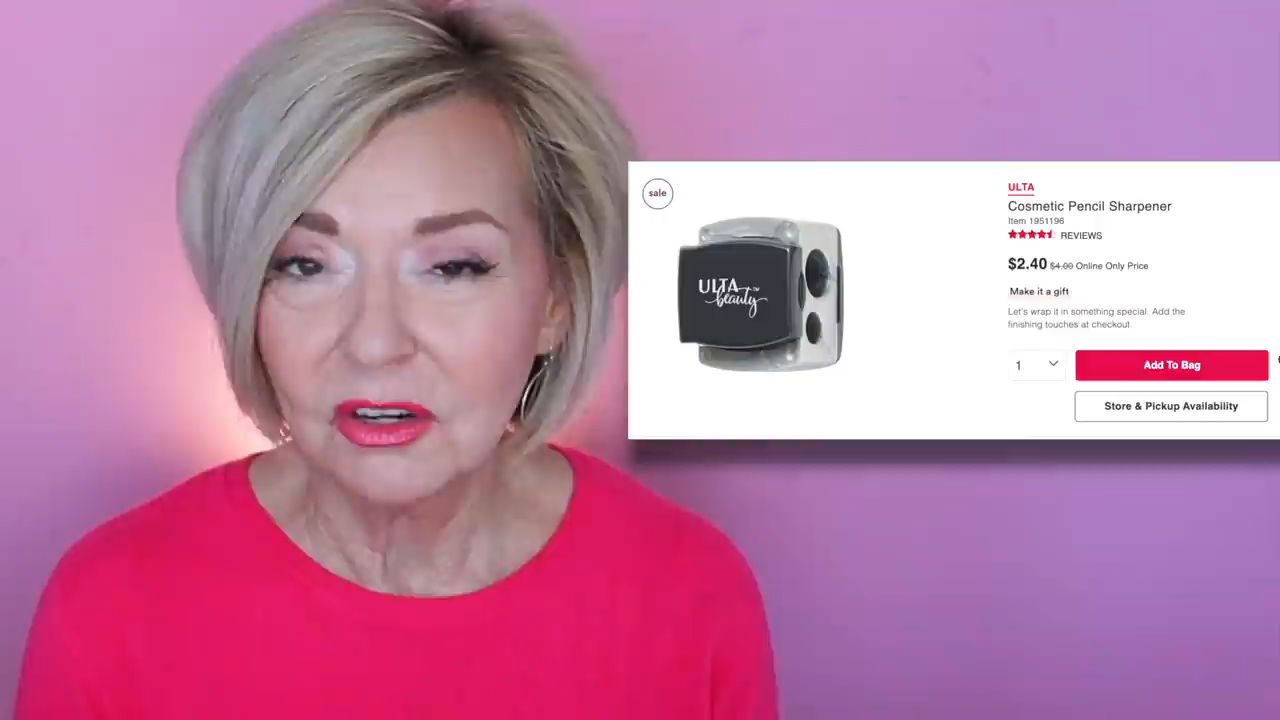 sale
ULTA
beauty™
ULTA
Cosmetic Pencil Sharpener
Item 1951196
REVIEWS
$2.40 $4.00 Online Only Price
Make it a gift
Let's wrap it in something special. Add the
finishing touches at checkout.
1
Add To Bag
Store & Pickup Availability